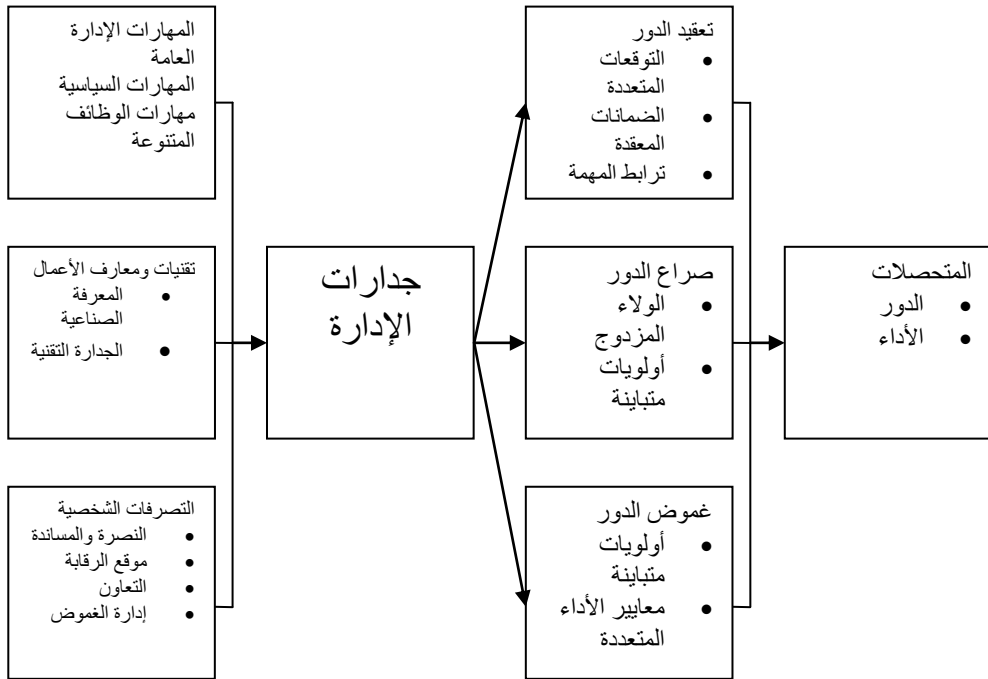 المهارات الإدارة
العامة
المهارات السياسية
مهارات الوظائف
المتنوعة
تقنيات ومعارف الأعمال
• المعرفة
الصناعية
• الجدارة التقنية
التصرفات الشخصية
• النصرة والمساندة
• موقع الرقابة
• التعاون
• إدارة الغموض
جدارات
الإدارة
تعقيد الدور
• التوقعات
المتعددة
• الضمانات
المعقدة
• ترابط المهمة
صراع الدور
• الولاء
المزدوج
• أولويات
متباينة
غموض الدور
• أولويات
متباينة
• معايير الأداء
المتعددة
المتحصلات
• الدور
• الأداء